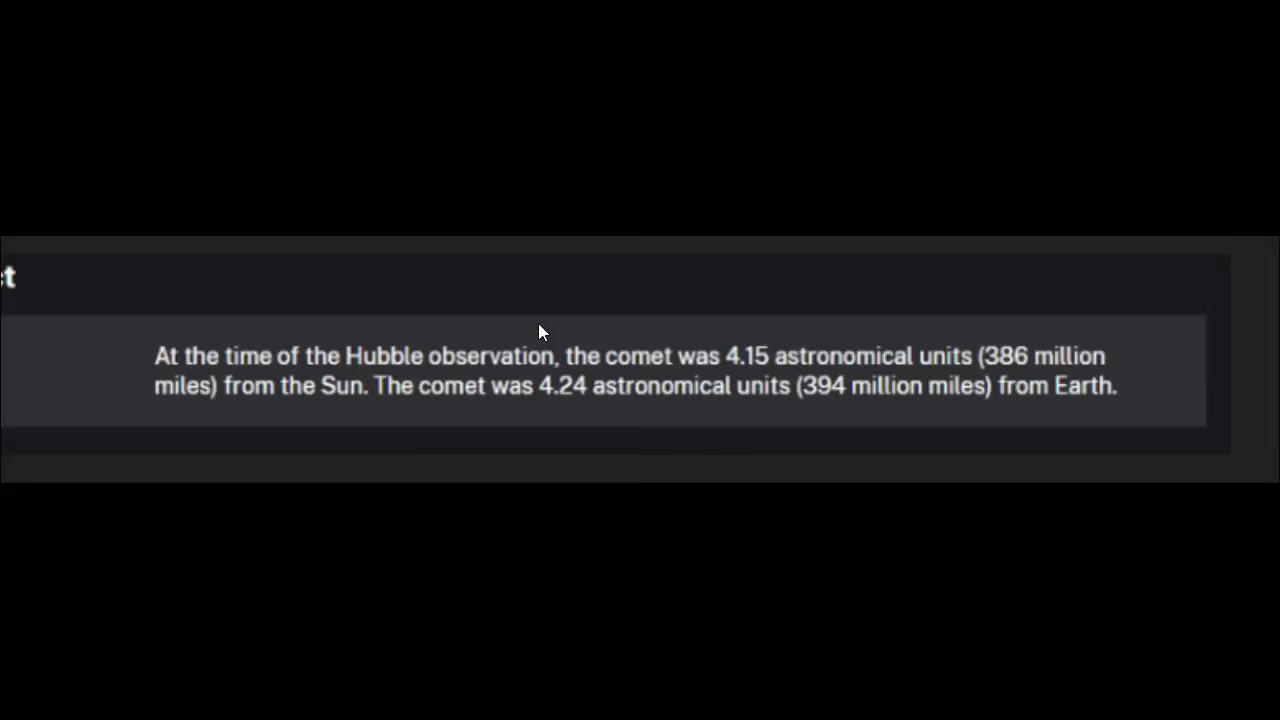 At the time of the Hubble observation, the comet was 4.15 astronomical units (386 million
miles) from the Sun. The comet was 4.24 astronomical units (394 million miles) from Earth.